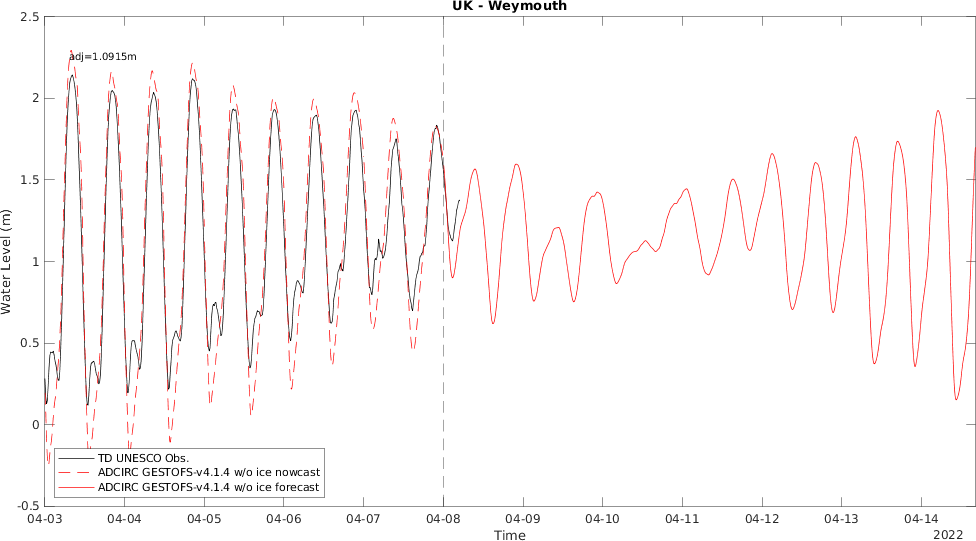 UK - Weymouth
2.5
adj=1.0915m
2
1.5
1
0.5
0
-0.5
Water Level (m)
TD UNESCO Obs.
ADCIRC GESTOFS-v4.1.4 w/o ice nowcast
ADCIRC GESTOFS-v4.1.4 w/o ice forecast
04-03 04-04 04-05 04-06 04-07 04-08 04-09 04-10 04-11 04-12 04-13 04-14
Time
2022